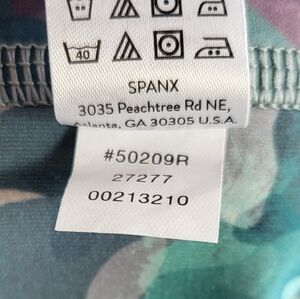 40
SPANX
3035 Peachtree Rd NE,
Atlanta, GA 30305 U.S.A.
#50209R
27277
00213210